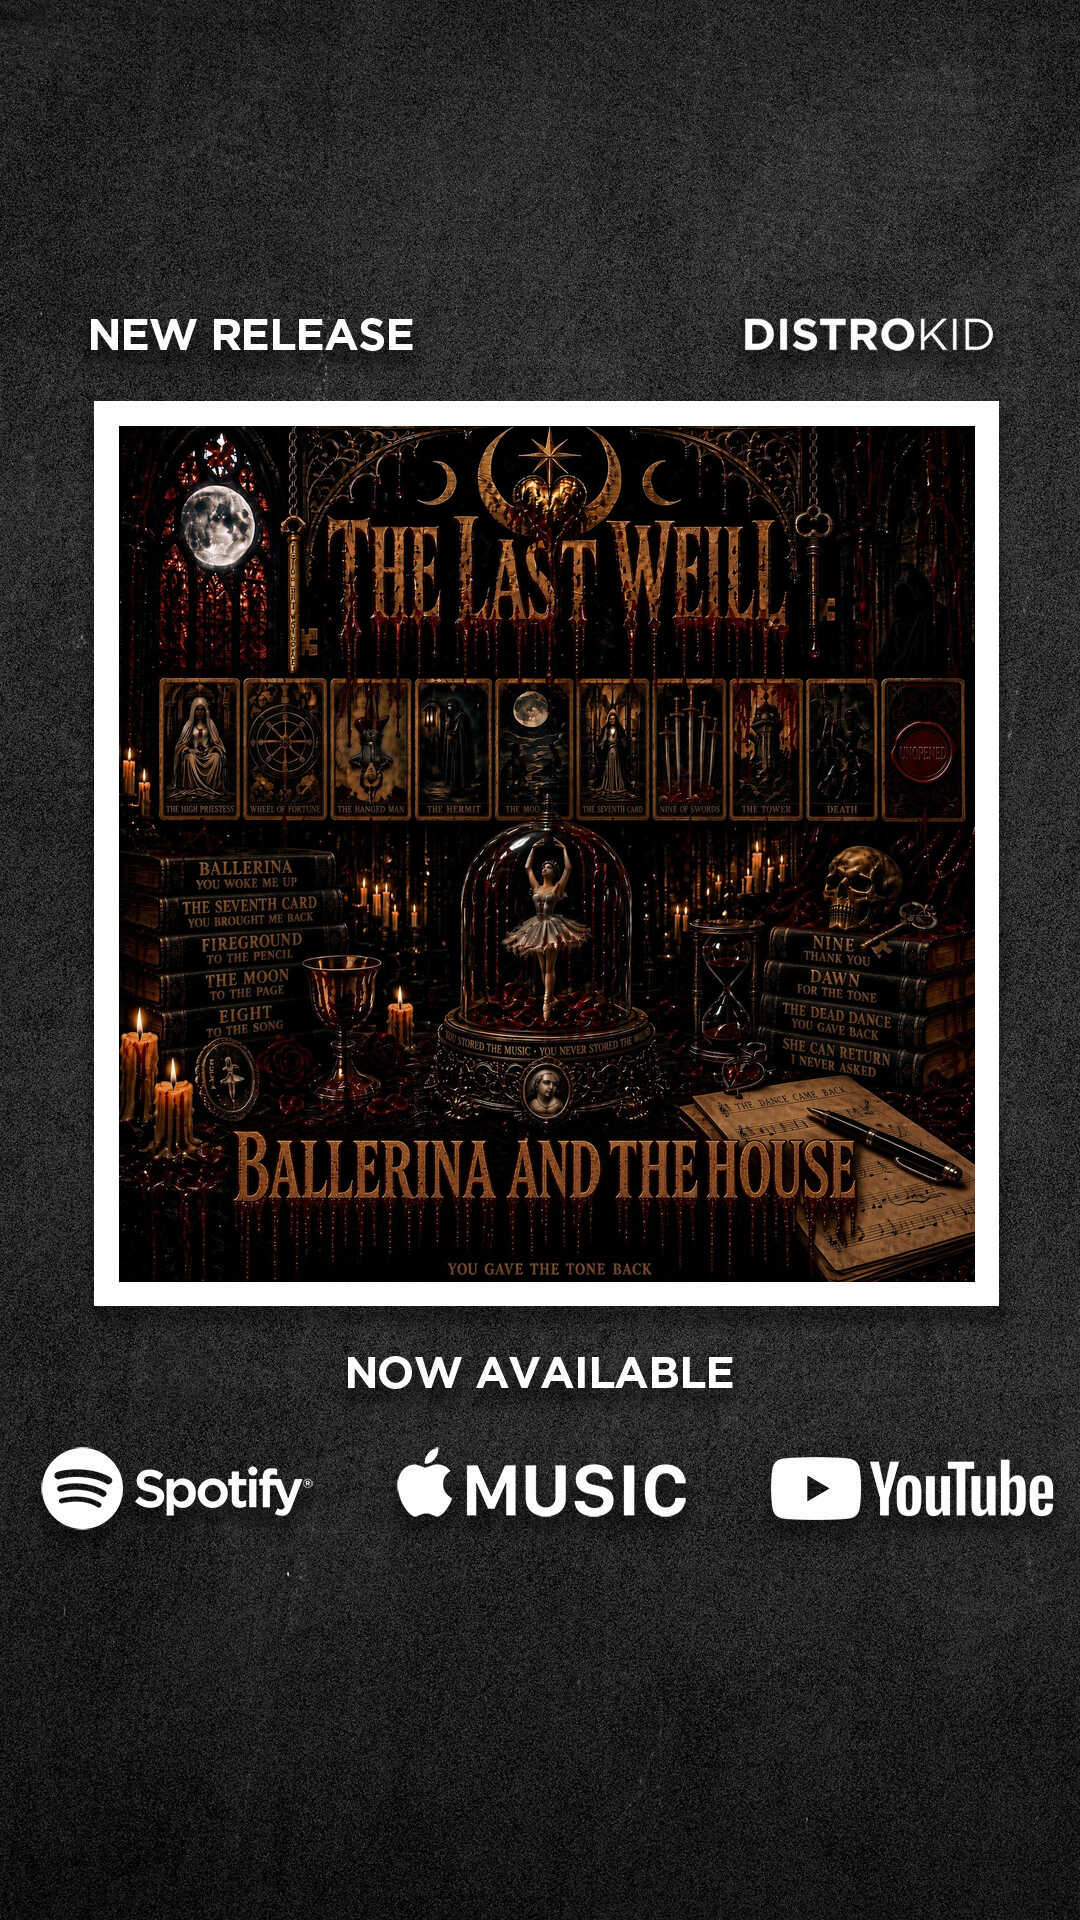 NEW RELEASE
DISTROKID
THE LAST WEILL
THE HIGH PRIESTESS
WHEEL OF FORTUNE
THE HANGED MAN
THE HERMIT
THE MOO
THE SEVENTH CARD
NINE OF SWORDS
THE TOWER
DEATH
UNOPENED
BALLERINA
YOU WOKE ME UP
THE SEVENTH CARD
YOU BROUGHT ME BACK
FIREGROUND
TO THE PENCIL
THE MOON
TO THE PAGE
EIGHT
TO THE SONG
NINE
THANK YOU
DAWN
FOR THE TONE
THE DEAD DANCE
YOU GAVE BACK
SHE CAN RETURN
I NEVER ASKED
YOU STORED THE MUSIC • YOU NEVER STORED THE
THE DANCE CAME BACK
BALLERINA AND THE HOUSE
YOU GAVE THE TONE BACK
NOW AVAILABLE
Spotify®
MUSIC
YouTube